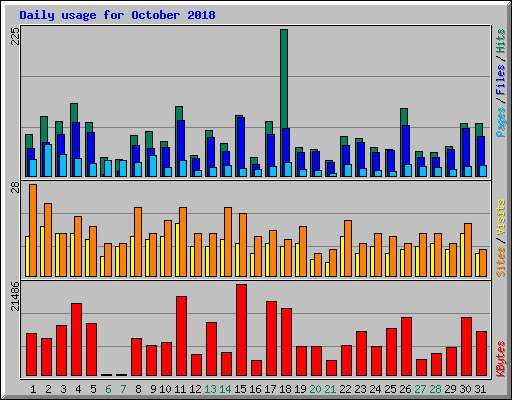 Daily usage for October 2018
225
Pages / Files / Hits
28
Sites / Visits
21486
KBytes
1 2 3 4 5 6 7 8 9 10 11 12 13 14 15 16 17 18 19 20 21 22 23 24 25 26 27 28 29 30 31